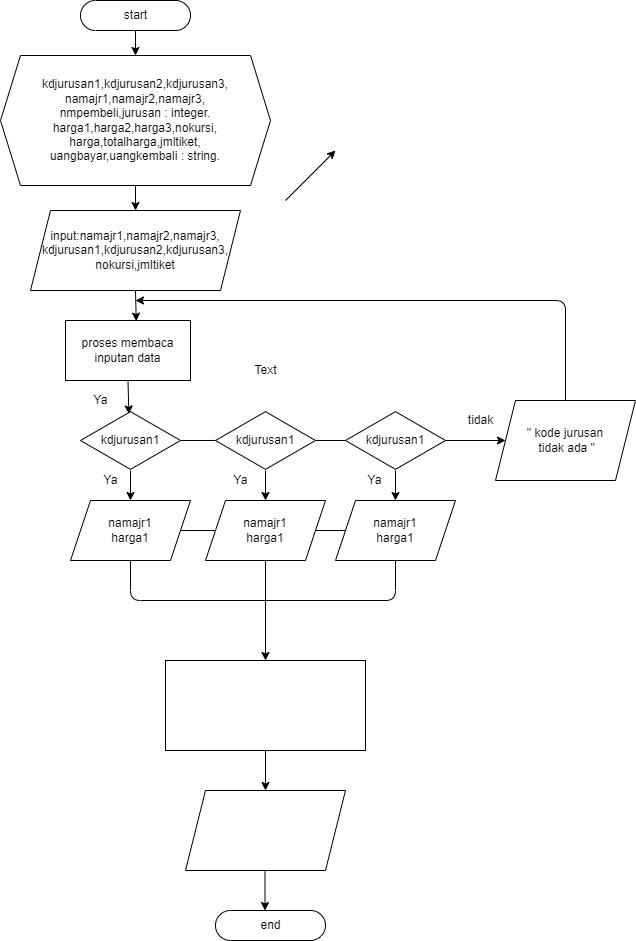 start
kdjurusan1,kdjurusan2,kdjurusan3,
namajr1,namajr2,namajr3,
nmpembeli,jurusan : integer.
harga1,harga2,harga3,nokursi,
harga,totalharga,jmltiket,
uangbayar,uangkembali : string.
input:namajr1,namajr2,namajr3,
kdjurusan1,kdjurusan2,kdjurusan3,
nokursi,jmltiket
proses membaca
inputan data
Text
Ya
kdjurusan1
kdjurusan1
kdjurusan1
tidak
" kode jurusan
tidak ada "
Ya
Ya
Ya
namajr1
harga1
namajr1
harga1
namajr1
harga1
end